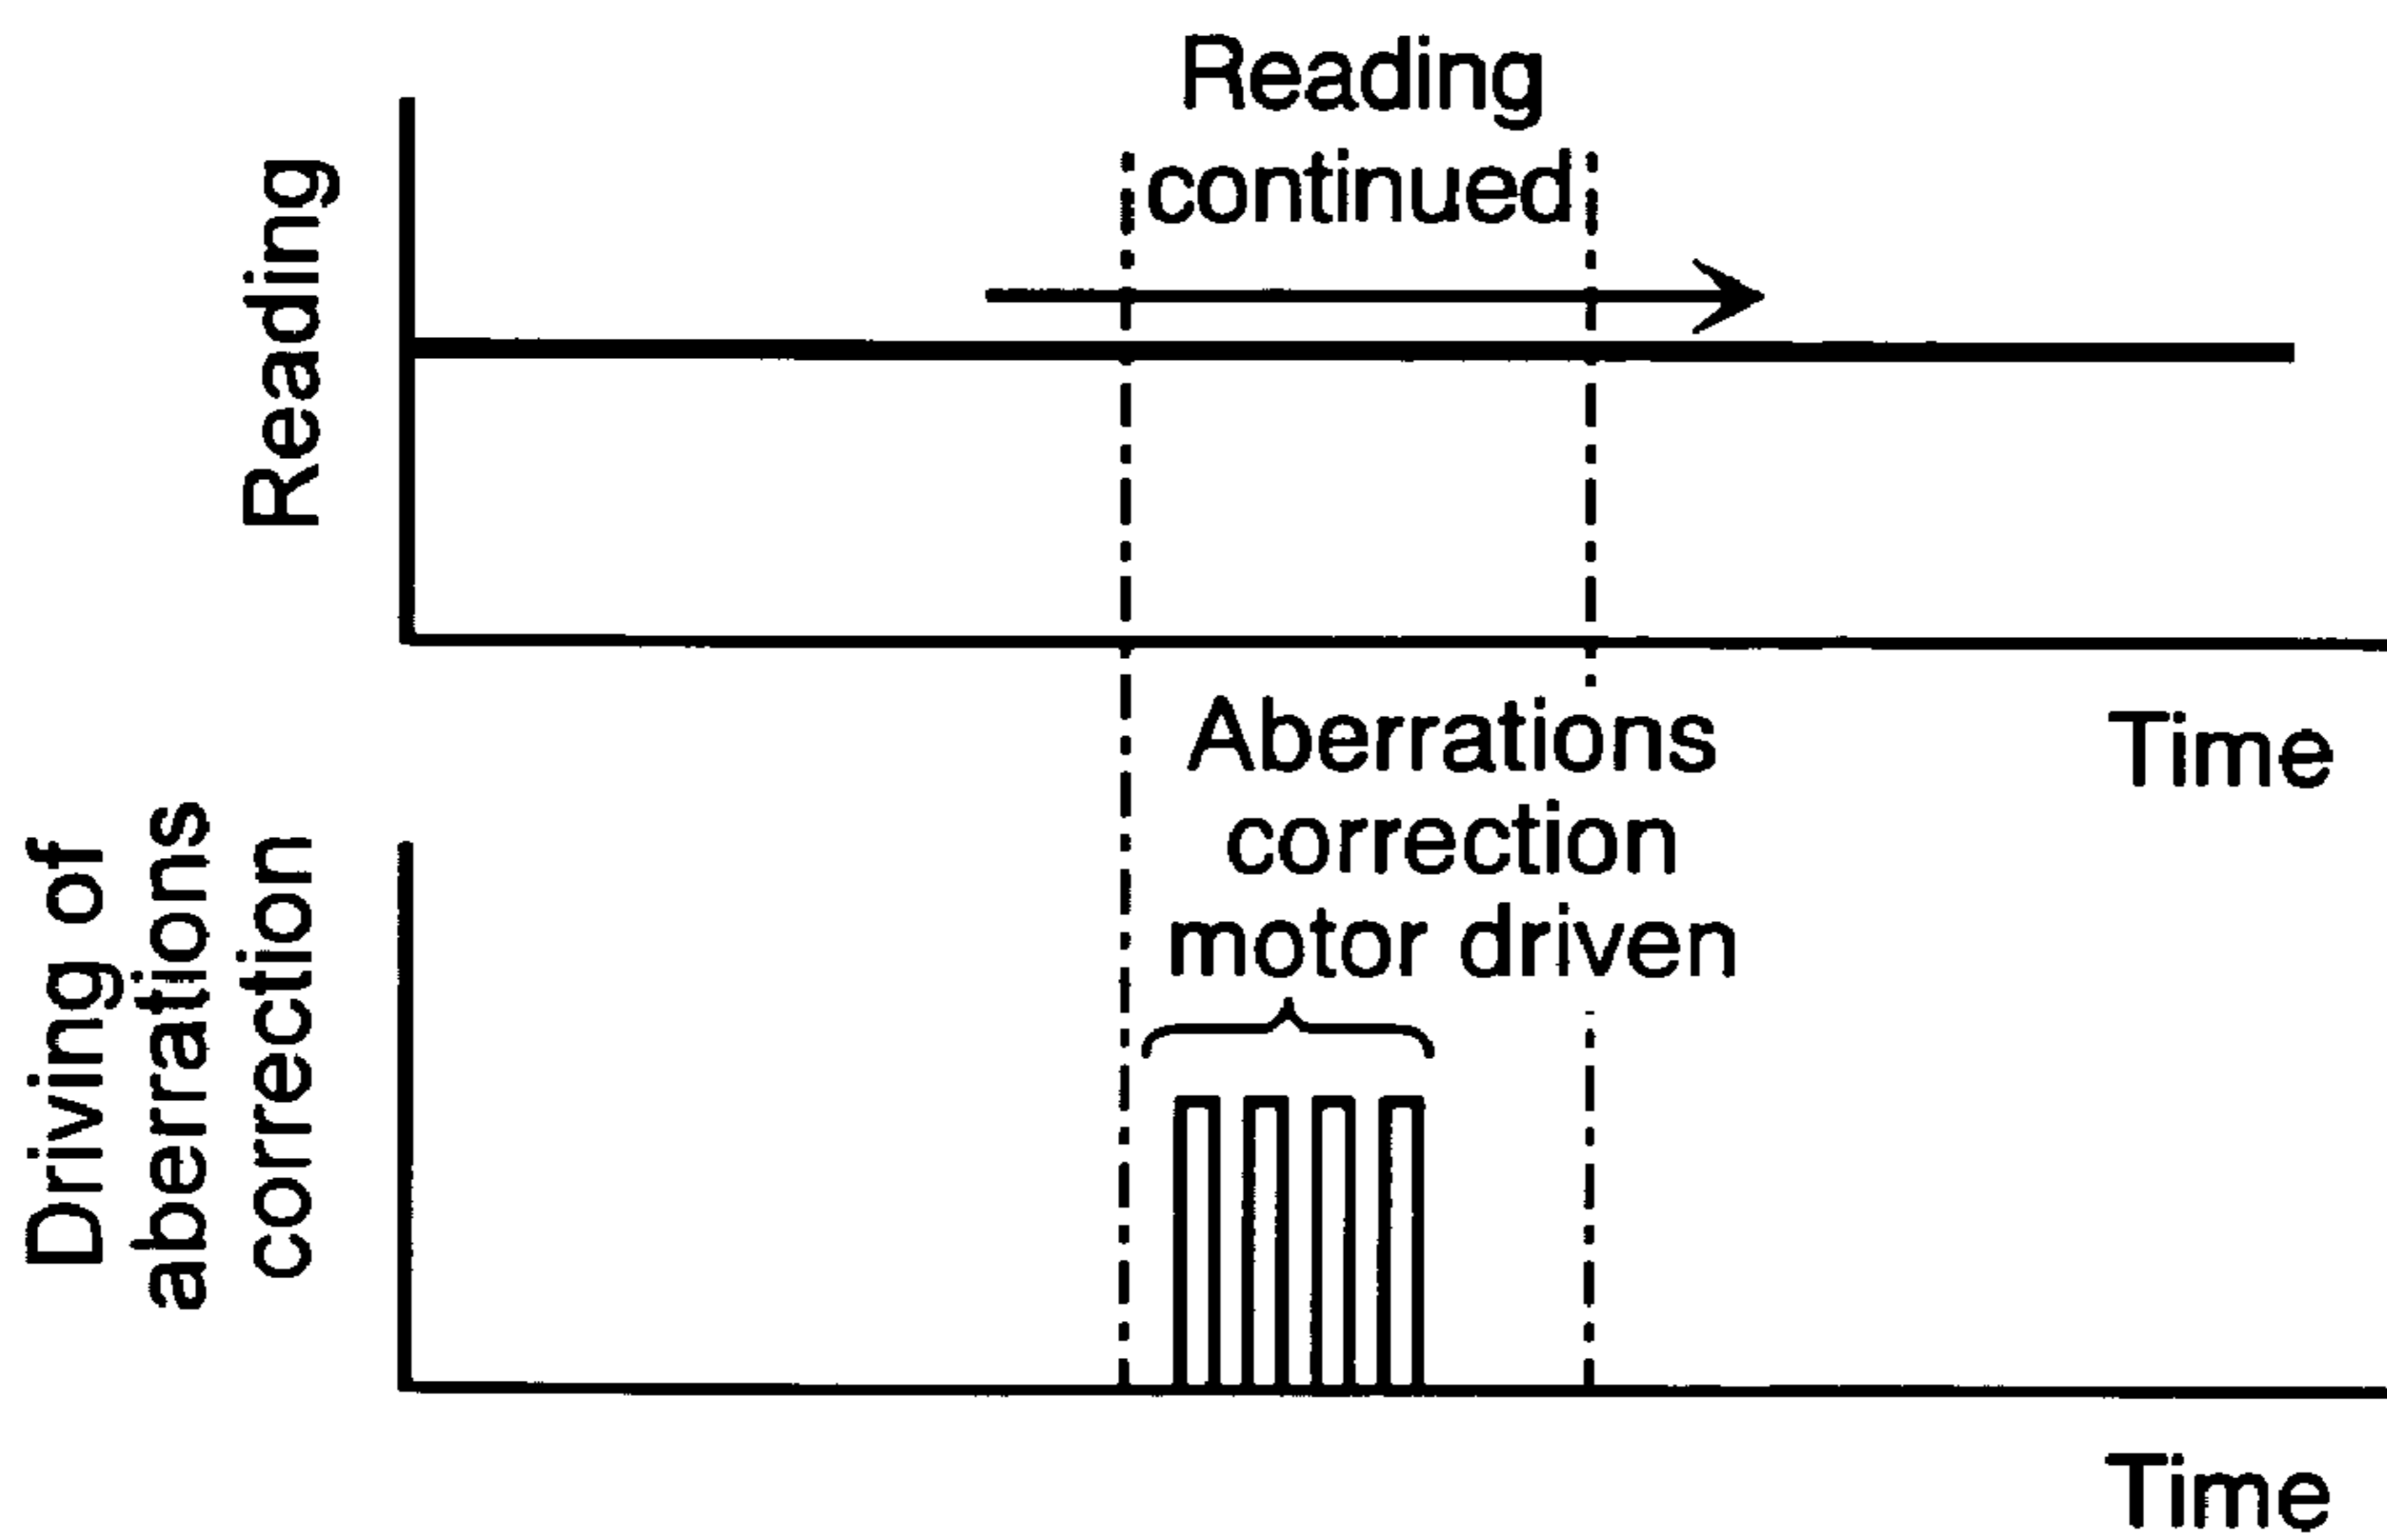 Reading
continued
Reading
Time
Aberrations
correction
motor driven
Driving of
aberrations
correction
Time